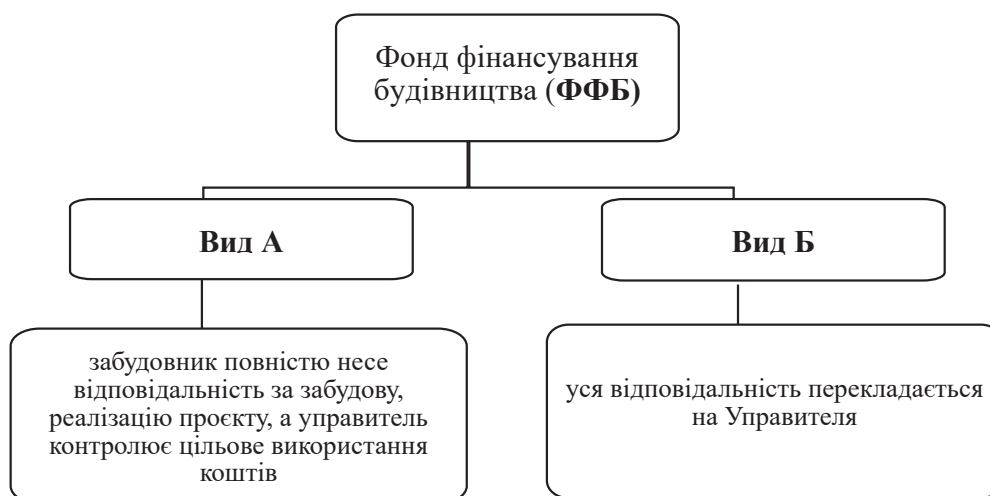 Фонд фінансування
будівництва (ФФБ)
Вид А
Вид Б
забудовник повністю несе
відповідальність за забудову,
реалізацію проєкту, а управитель
контролює цільове використання
коштів
уся відповідальність перекладається
на Управителя